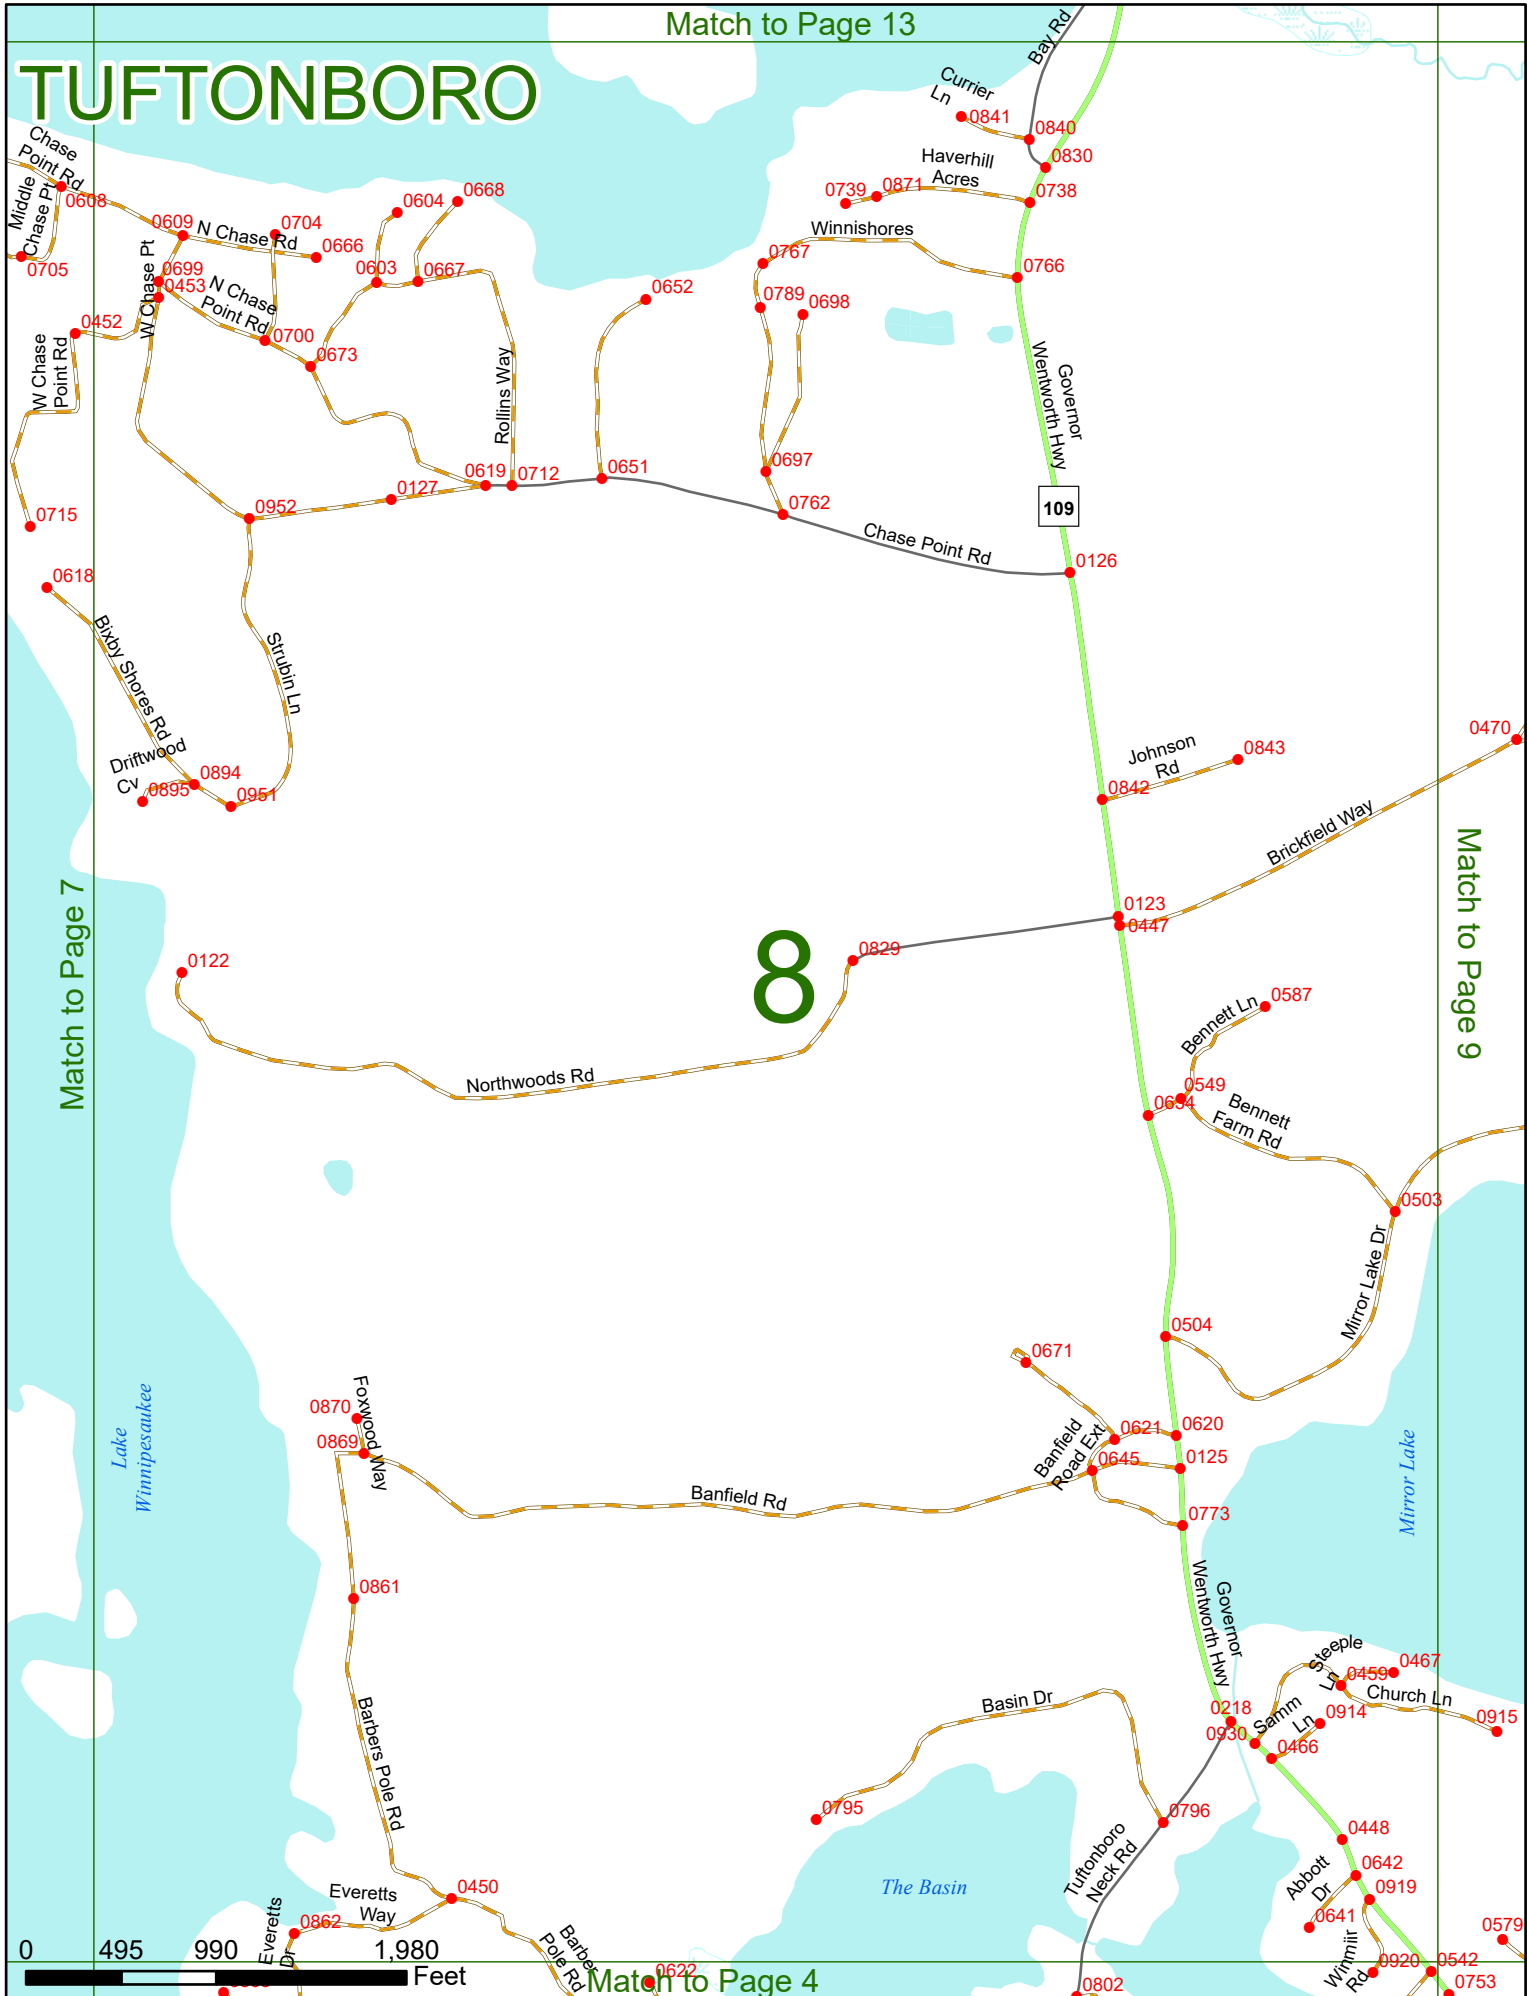 Match to Page 13
TUFTONBORO
Bay Rd
Currier
Ln
0841
0840
0830
Haverhill
Acres
0739
0871
0738
Chase
Point Rd
Middle
Chase Pt
0608
0705
0609
N Chase Rd
0704
0666
0604
0668
0603
0667
W Chase Pt
0699
0453
N Chase
Point Rd
0700
0673
0452
W Chase
Point Rd
0715
Rollins Way
0652
Winnishores
0767
0766
0789
0698
0697
0762
0619
0712
0651
0127
0952
Governor
Wentworth Hwy
109
Chase Point Rd
0126
0618
Bixby Shores Rd
Strubin Ln
Driftwood
Cv
0894
0895
0951
Johnson
Rd
0843
0842
0470
Brickfield Way
0123
0447
Match to Page 7
Match to Page 9
8
0829
0122
Northwoods Rd
Bennett Ln
0587
0549
0634
Bennett
Farm Rd
0503
Mirror Lake Dr
0504
0671
0621
0620
Banfield
Road Ext
0645
0125
0773
Banfield Rd
0870
0869
Foxwood Way
Lake
Winnipesaukee
Mirror Lake
0861
Barbers Pole Rd
Governor
Wentworth Hwy
Steeple
Ln
0459
0467
Church Ln
0915
0218
0930
Samm
Ln
0914
0466
Basin Dr
0795
0796
Tuftonboro
Neck Rd
The Basin
0448
0642
Abbott
Dr
0641
0919
Winmiir
Rd
0920
0542
0753
0579
0450
Everetts
Way
0862
Everetts
Dr
Barber
Pole Rd
0622
0802
0 495 990 1,980
Feet
Match to Page 4